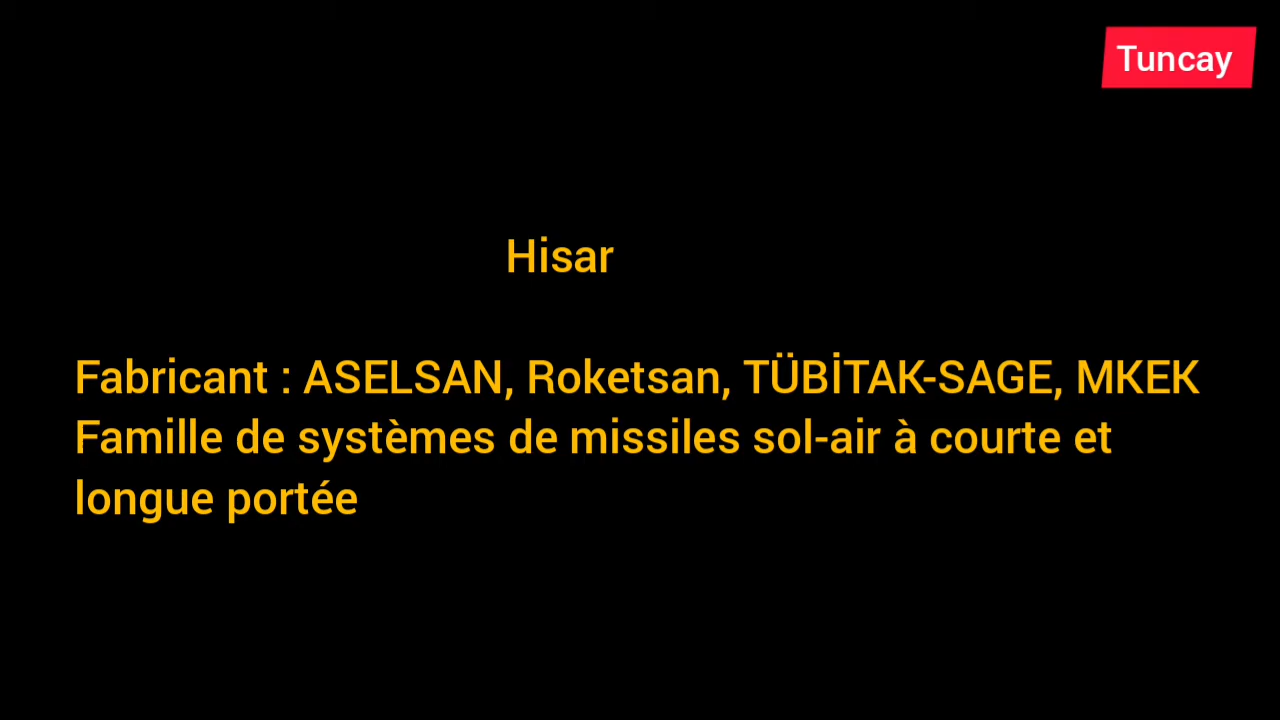 Tuncay
Hisar
Fabricant : ASELSAN, Roketsan, TÜBİTAK-SAGE, MKEK
Famille de systèmes de missiles sol-air à courte et
longue portée